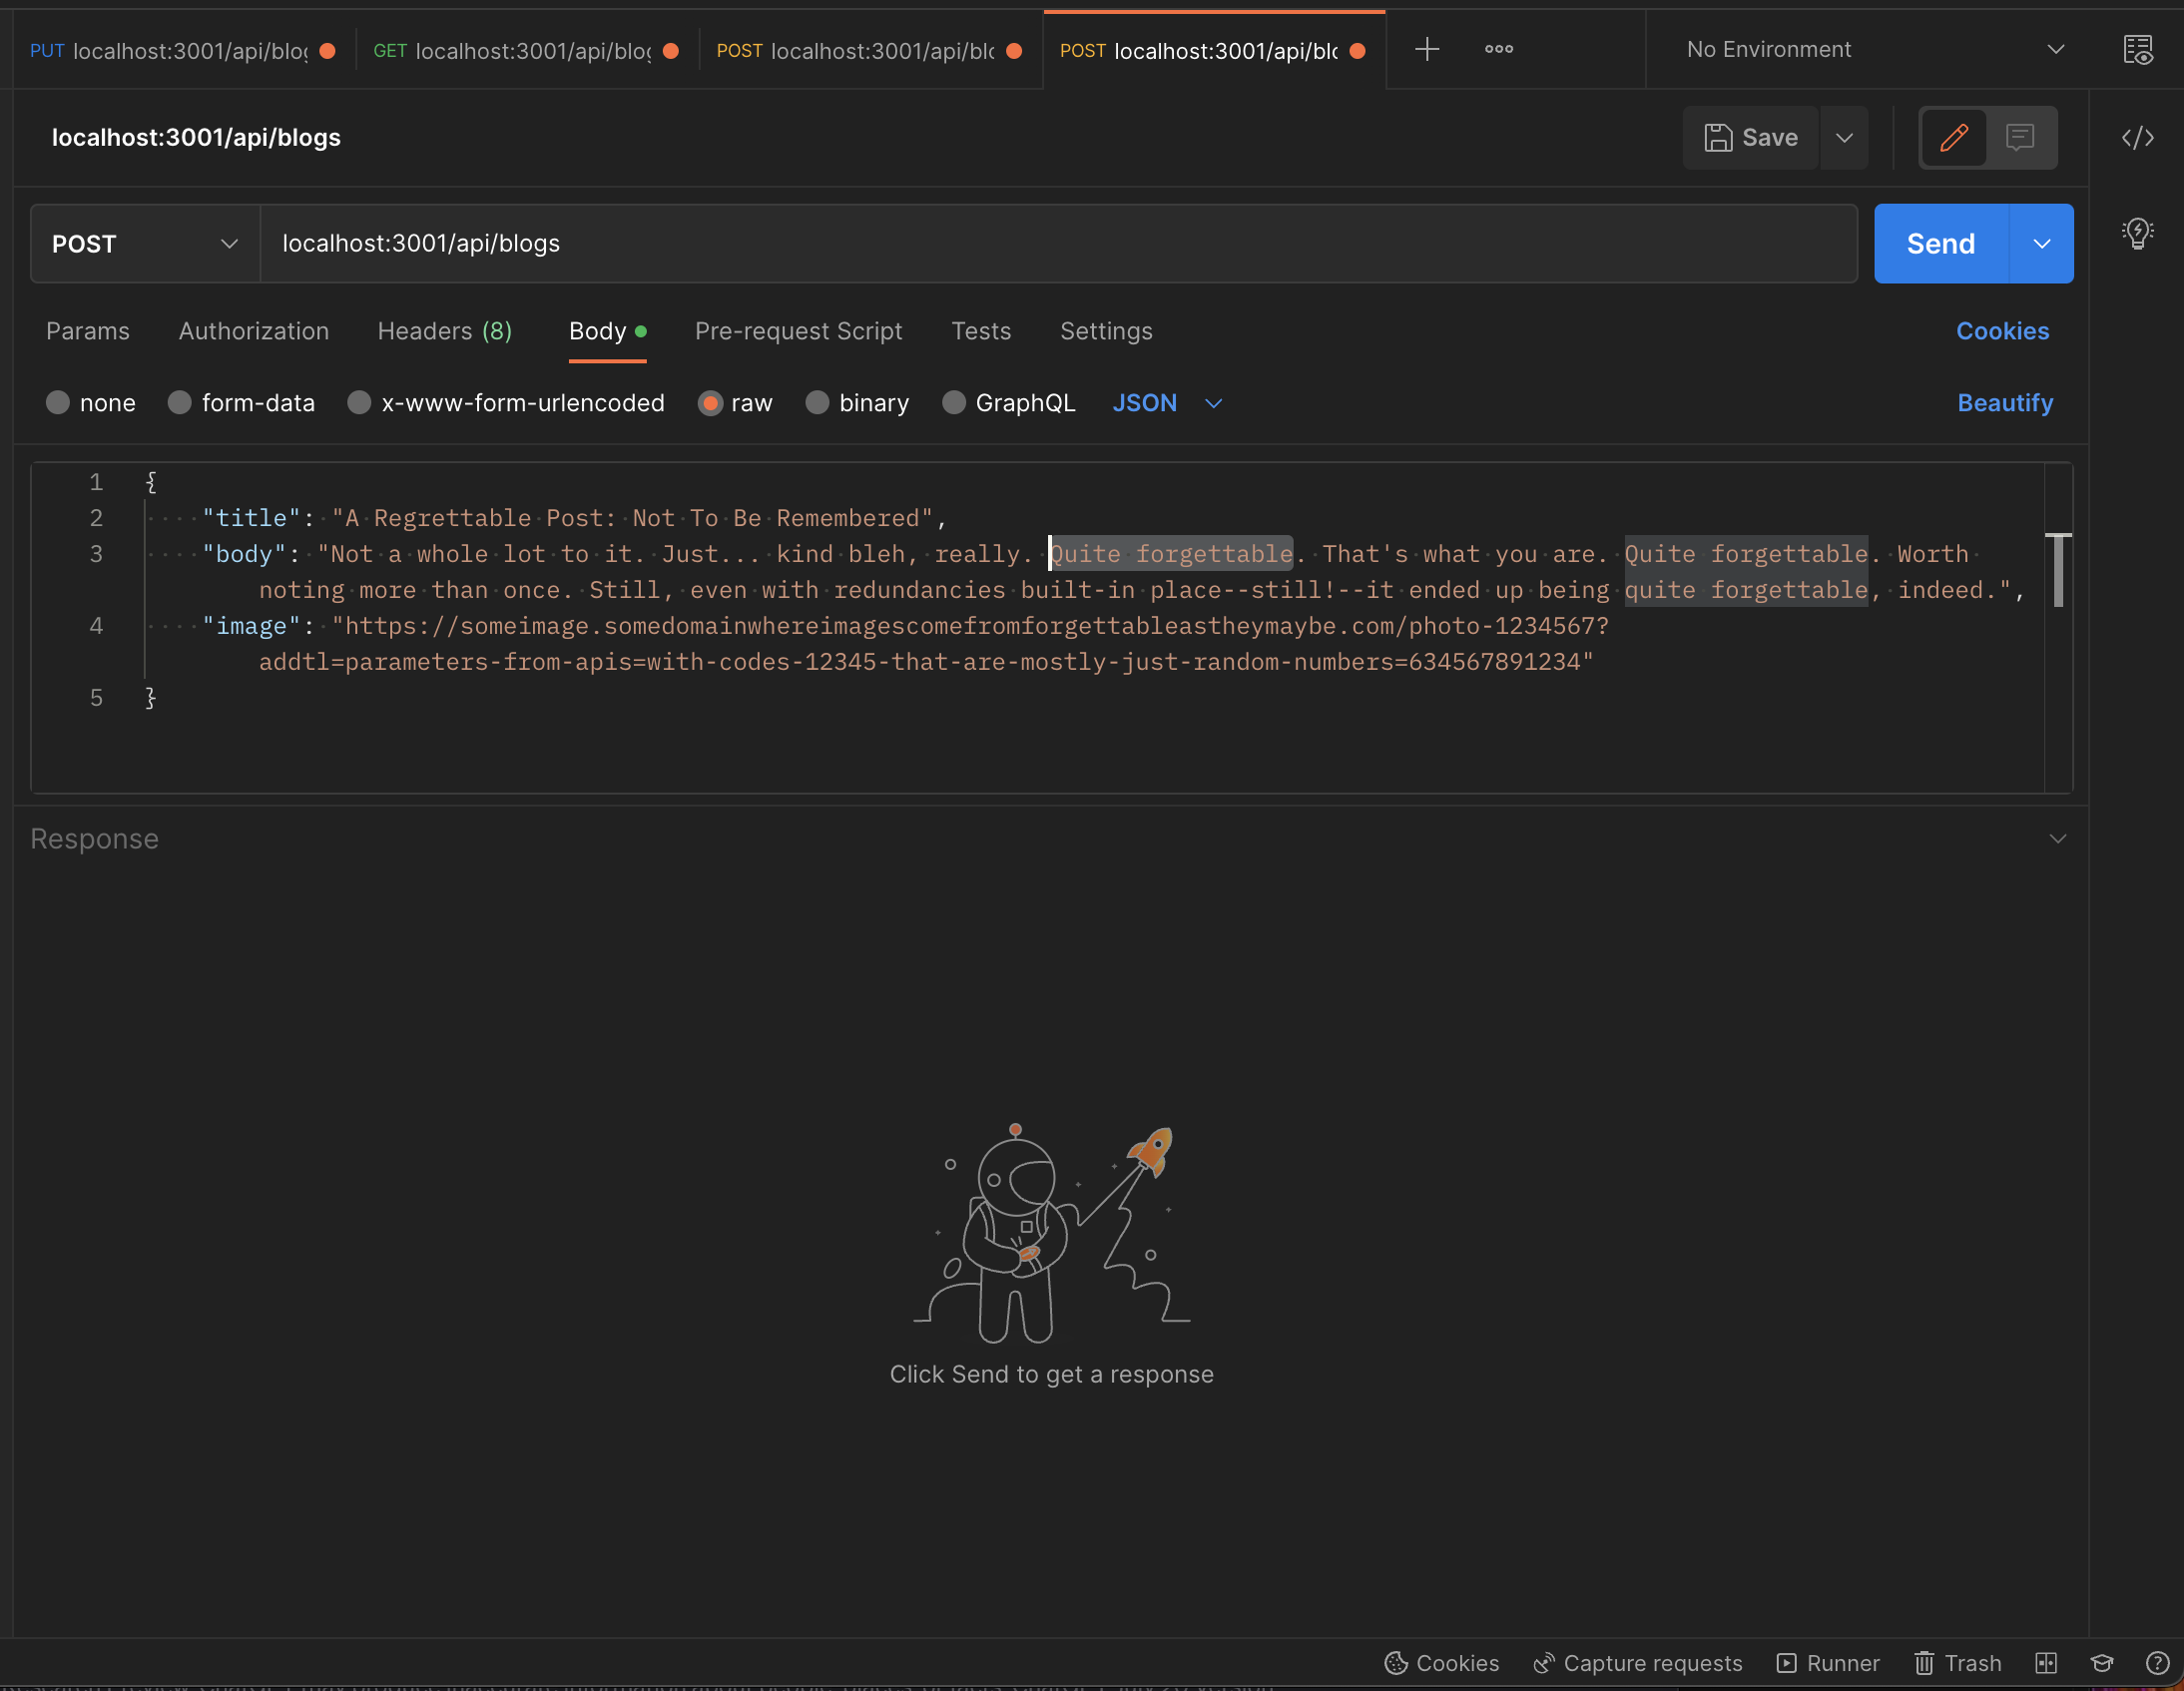 PUT localhost:3001/api/blog GET localhost:3001/api/blog POST localhost:3001/api/bl POST localhost:3001/api/bl No Environment
localhost:3001/api/blogs Save
POST localhost:3001/api/blogs Send
Params Authorization Headers (8) Body Pre-request Script Tests Settings Cookies
none form-data x-www-form-urlencoded raw binary GraphQL JSON Beautify
1 {
2 "title": "A Regrettable Post: Not To Be Remembered",
3 "body": "Not a whole lot to it. Just... kind bleh, really. Quite forgettable. That's what you are. Quite forgettable. Worth
noting more than once. Still, even with redundancies built-in place--still!--it ended up being quite forgettable, indeed.",
4 "image": "https://someimage.somedomainwhereimagescomefromforgettableastheymaybe.com/photo-1234567?
addtl=parameters-from-apis=with-codes-12345-that-are-mostly-just-random-numbers=634567891234"
5 }
Response
Click Send to get a response
Cookies Capture requests Runner Trash